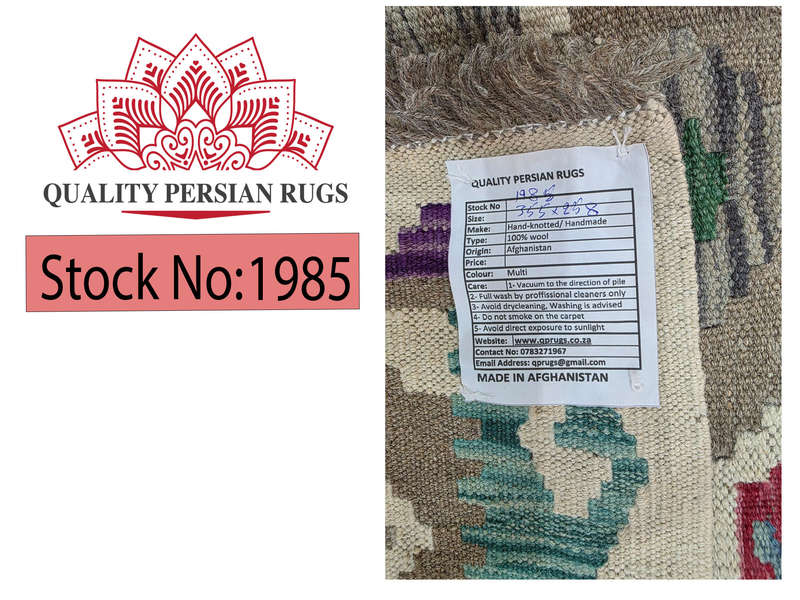 QUALITY PERSIAN RUGS
Stock No:1985
QUALITY PERSIAN RUGS
Stock No 1985
Size: 355 x 258
Make: Hand-knotted/ Handmade
Type: 100% wool
Origin: Afghanistan
Price:
Colour: Multi
Care: 1- Vacuum to the direction of pile
2- Full wash by proffissional cleaners only
3- Avoid drycleaning, Washing is advised
4- Do not smoke on the carpet
5- Avoid direct exposure to sunlight
Website: www.qprugs.co.za
Contact No: 0783271967
Email Address: qprugs@gmail.com
MADE IN AFGHANISTAN